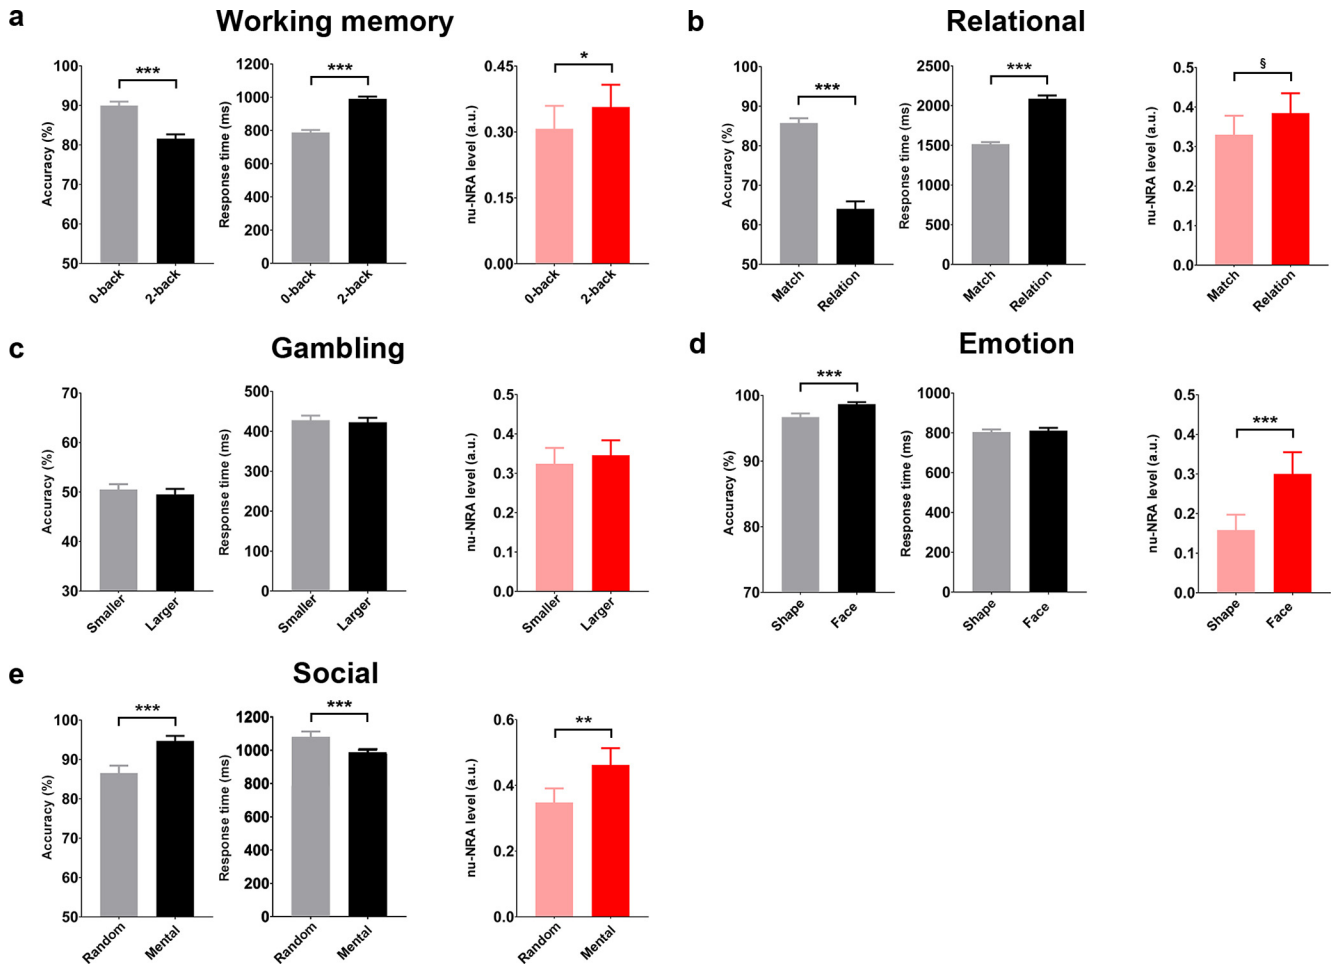 a
Working memory
Accuracy (%)
100
90
80
70
60
50
***
0-back
2-back
Response time (ms)
1200
1000
800
600
400
200
0
***
0-back
2-back
nu-NRA level (a.u.)
0.45
0.30
0.15
0.00
*
0-back
2-back
b
Relational
Accuracy (%)
100
90
80
70
60
50
***
Match
Relation
Response time (ms)
2500
2000
1500
1000
500
0
***
Match
Relation
nu-NRA level (a.u.)
0.5
0.4
0.3
0.2
0.1
0.0
§
Match
Relation
c
Gambling
Accuracy (%)
70
60
50
40
30
Smaller
Larger
Response time (ms)
500
400
300
200
100
0
Smaller
Larger
nu-NRA level (a.u.)
0.5
0.4
0.3
0.2
0.1
0.0
Smaller
Larger
d
Emotion
Accuracy (%)
100
90
80
70
***
Shape
Face
Response time (ms)
1000
800
600
400
200
0
Shape
Face
nu-NRA level (a.u.)
0.5
0.4
0.3
0.2
0.1
0.0
***
Shape
Face
e
Social
Accuracy (%)
100
90
80
70
60
50
***
Random
Mental
Response time (ms)
1200
1000
800
600
400
200
0
***
Random
Mental
nu-NRA level (a.u.)
0.6
0.4
0.2
0.0
**
Random
Mental